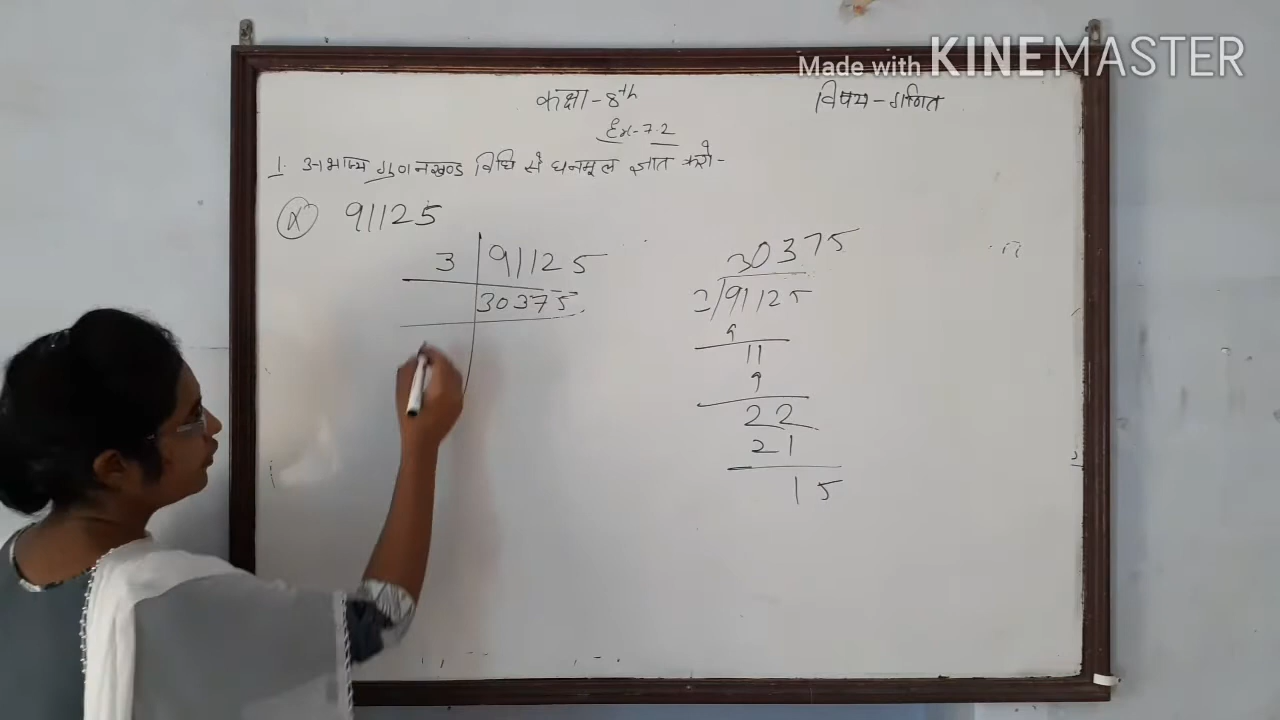 Made with KINEMASTER
कक्षा-8th विषय-गणित
Ex-7.2
1. अभाज्य गुणनखण्ड विधि से घनमूल ज्ञात करो-
91125
3 | 91125
30375
30375
3)91125
9
11
9
22
21
15